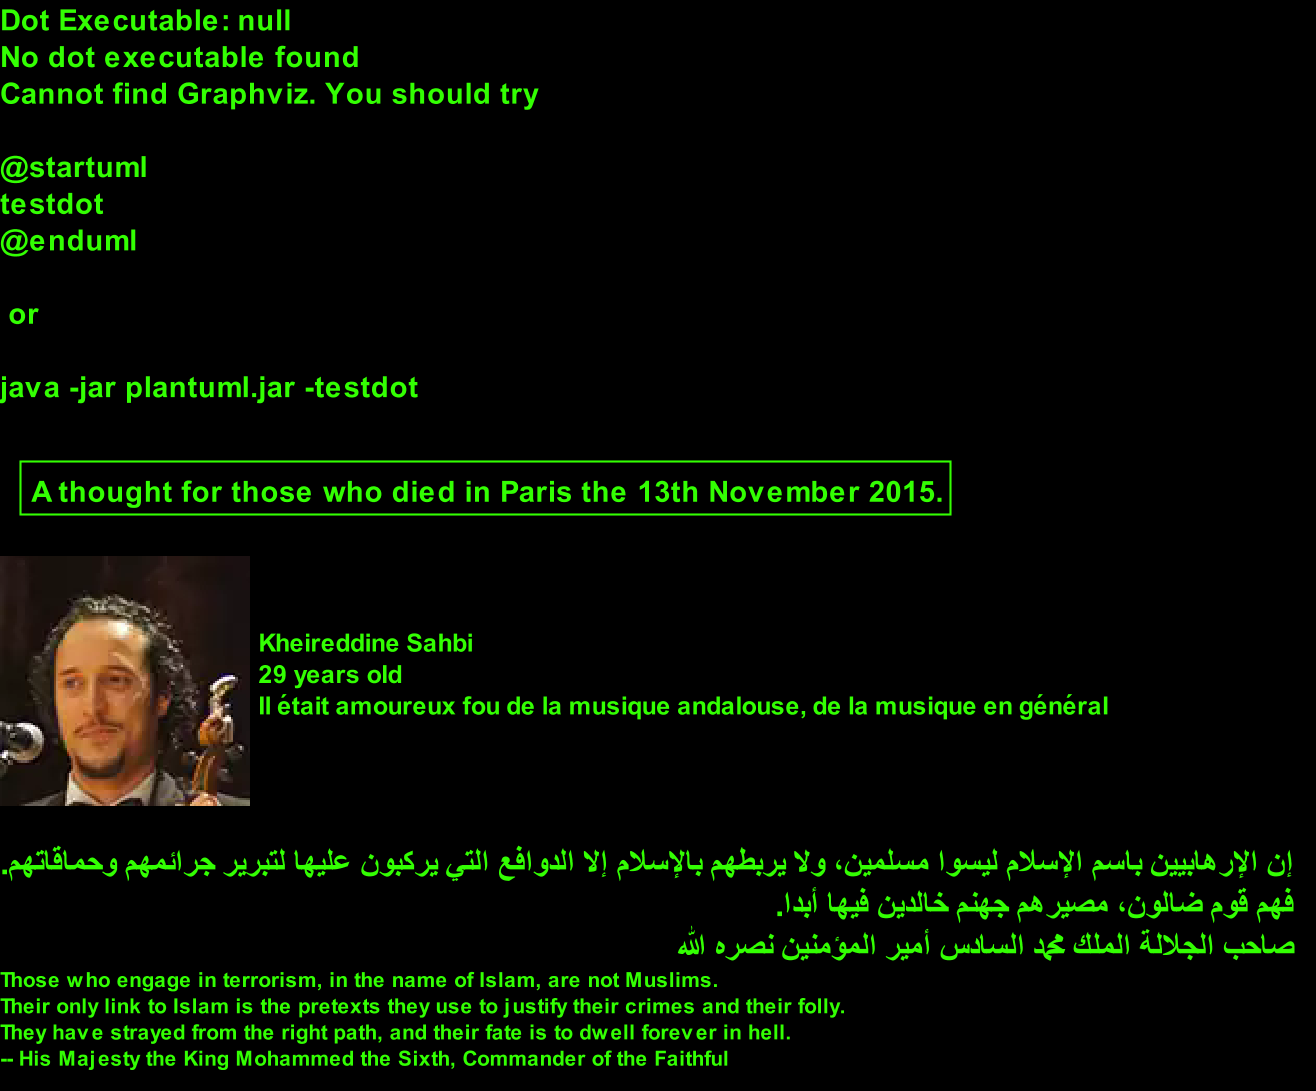 Dot Executable: null
No dot executable found
Cannot find Graphviz. You should try
@startuml
testdot
@enduml
or
java -jar plantuml.jar -testdot
A thought for those who died in Paris the 13th November 2015.
Kheireddine Sahbi
29 years old
Il était amoureux fou de la musique andalouse, de la musique en général
إن الإرهابيين باسم الإسلام ليسوا مسلمين، ولا يربطهم بالإسلام إلا الدوافع التي يركبون عليها لتبرير جرائمهم وحماقاتهم.
فهم قوم ضالون، مصيرهم جهنم خالدين فيها أبدا.
صاحب الجلالة الملك محمد السادس أمير المؤمنين نصره الله
Those who engage in terrorism, in the name of Islam, are not Muslims.
Their only link to Islam is the pretexts they use to justify their crimes and their folly.
They have strayed from the right path, and their fate is to dwell forever in hell.
-- His Majesty the King Mohammed the Sixth, Commander of the Faithful